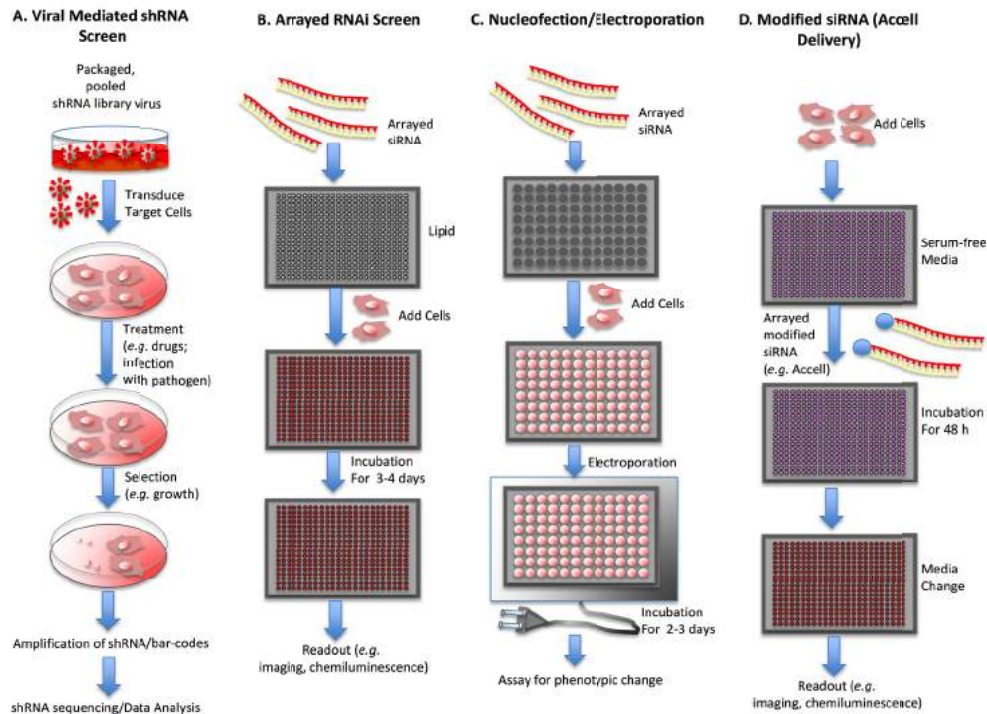 A. Viral Mediated shRNA
Screen
Packaged,
pooled
shRNA library virus
Transduce
Target Cells
Treatment
(e.g. drugs;
infection
with pathogen)
Selection
(e.g. growth)
Amplification of shRNA/bar-codes
shRNA sequencing/Data Analysis
B. Arrayed RNAi Screen
Arrayed
siRNA
Lipid
Add Cells
Incubation
For 3-4 days
Readout (e.g.
imaging, chemiluminescence)
C. Nucleofection/Electroporation
Arrayed
siRNA
Add Cells
Electroporation
Incubation
For 2-3 days
Assay for phenotypic change
D. Modified siRNA (Accell
Delivery)
Add Cells
Serum-free
Media
Arrayed
modified
siRNA
(e.g. Accell)
Incubation
For 48 h
Media
Change
Readout (e.g.
imaging, chemiluminescence)